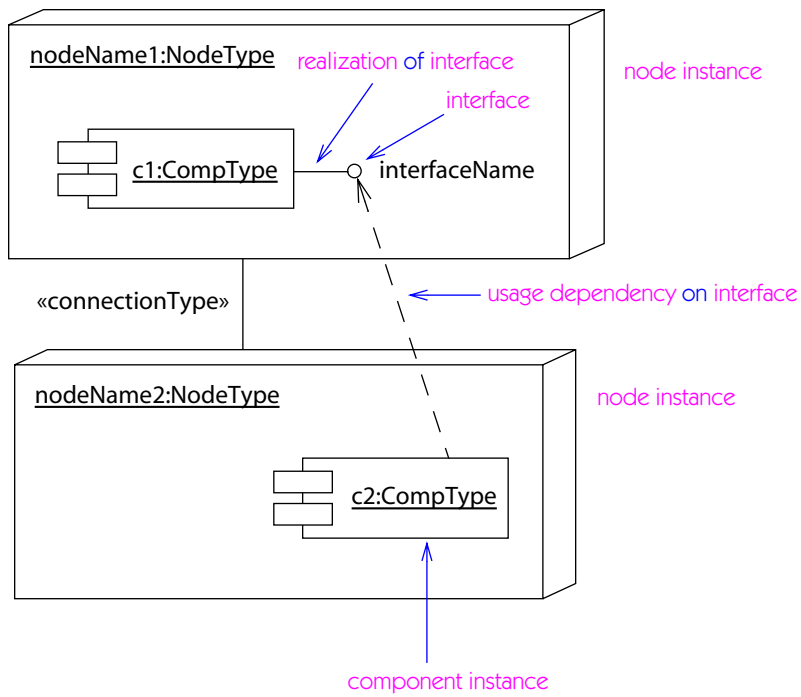 nodeName1:NodeType
realization of interface
node instance
interface
c1:CompType
interfaceName
«connectionType»
usage dependency on interface
nodeName2:NodeType
node instance
c2:CompType
component instance